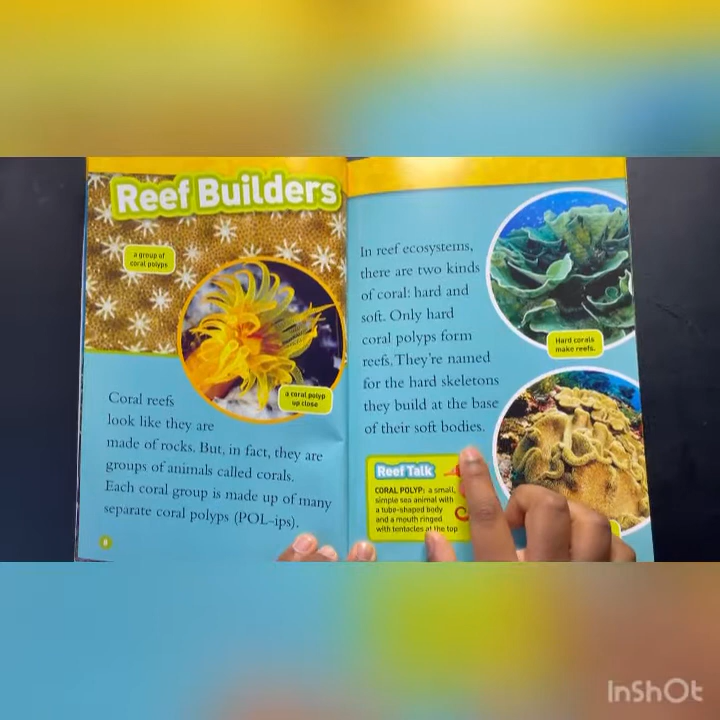 Reef Builders
a group of
coral polyps
a coral polyp
up close
Coral reefs
look like they are
made of rocks. But, in fact, they are
groups of animals called corals.
Each coral group is made up of many
separate coral polyps (POL-ips).
8
In reef ecosystems,
there are two kinds
of coral: hard and
soft. Only hard
coral polyps form
reefs. They're named
for the hard skeletons
they build at the base
of their soft bodies.
Hard corals
make reefs.
Reef Talk
CORAL POLYP: a small,
simple sea animal with
a tube-shaped body
and a mouth ringed
with tentacles at the top
InShOt